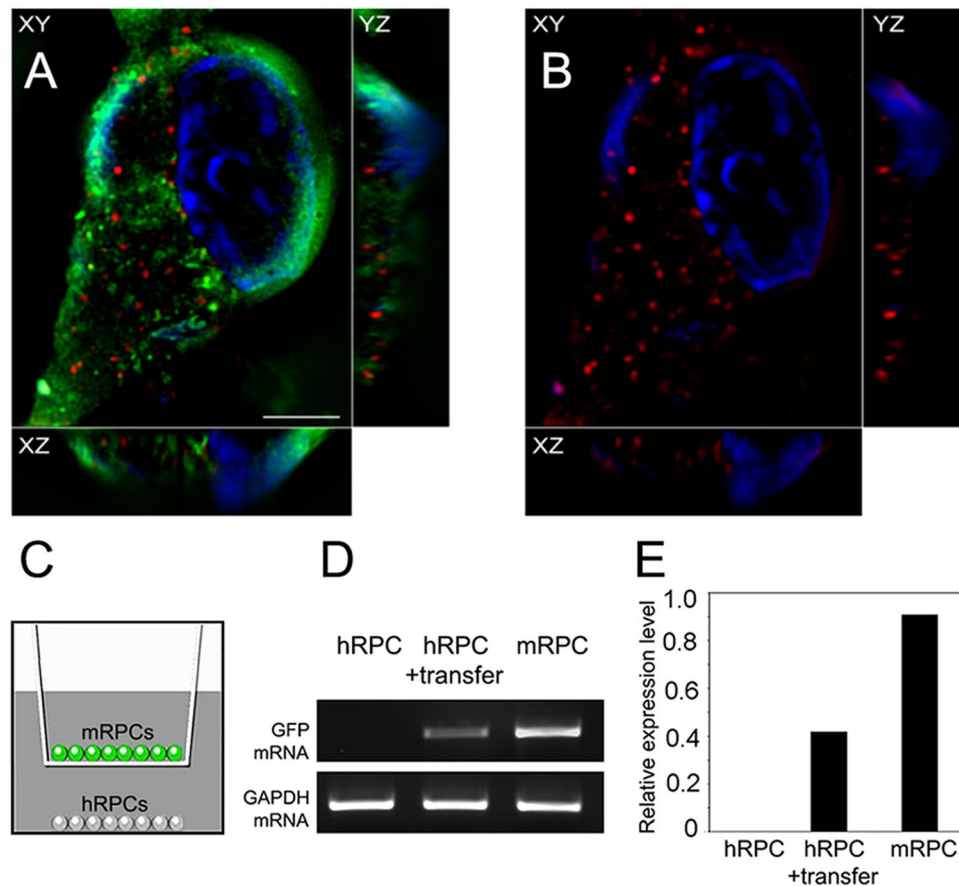 XY
YZ
A
XZ
XY
YZ
B
XZ
C
mRPCs
hRPCs
D
hRPC hRPC mRPC
+transfer
GFP
mRNA
GAPDH
mRNA
E
Relative expression level
1.0
0.8
0.6
0.4
0.2
0
hRPC hRPC mRPC
+transfer